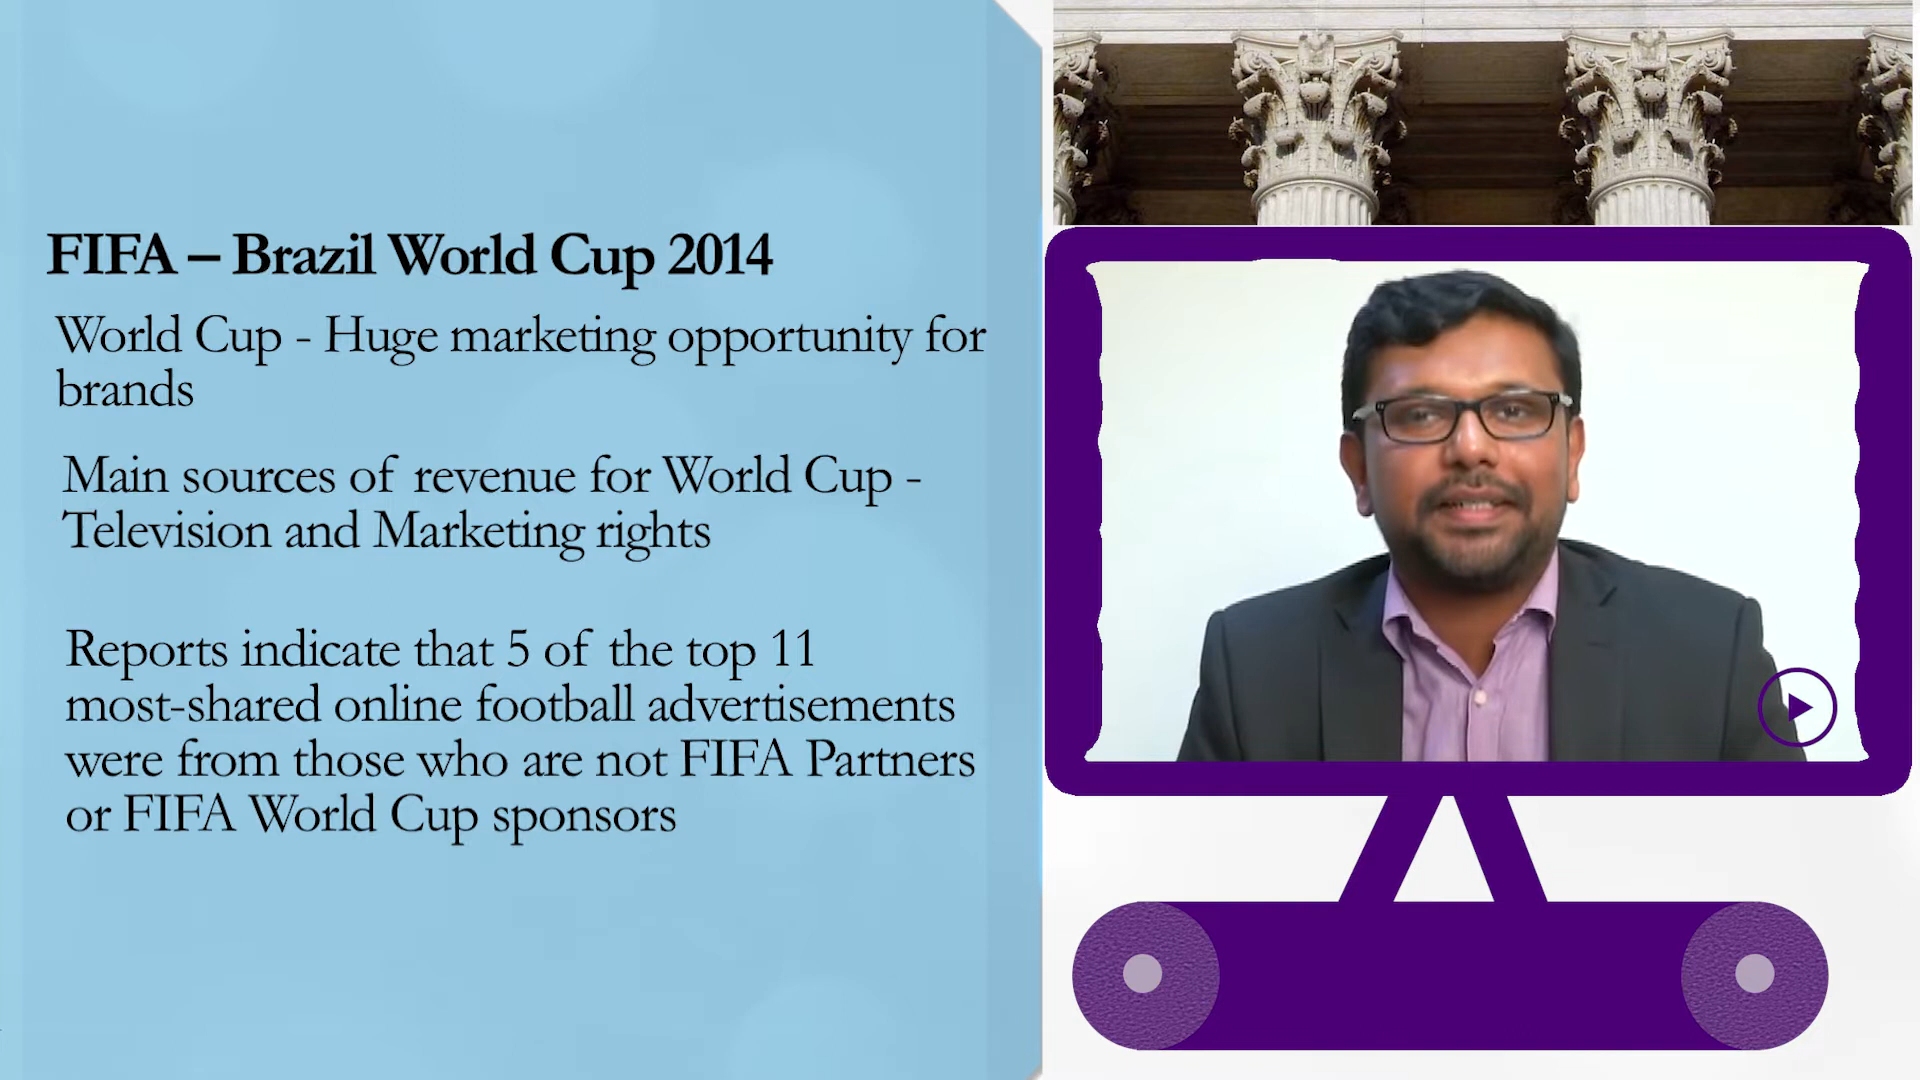 FIFA – Brazil World Cup 2014
World Cup - Huge marketing opportunity for
brands
Main sources of revenue for World Cup -
Television and Marketing rights
Reports indicate that 5 of the top 11
most-shared online football advertisements
were from those who are not FIFA Partners
or FIFA World Cup sponsors